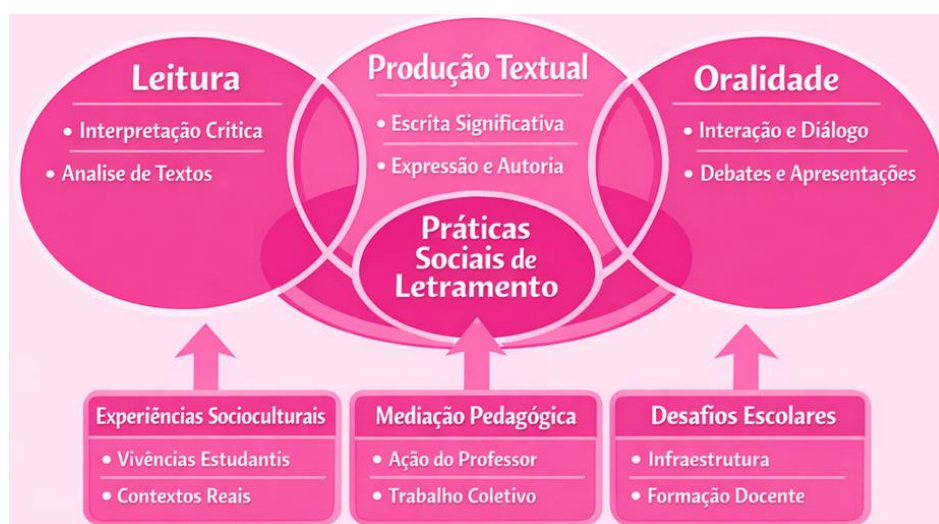 Leitura
• Interpretação Crítica
• Analise de Textos
Produção Textual
• Escrita Significativa
• Expressão e Autoria
Oralidade
• Interação e Diálogo
• Debates e Apresentações
Práticas
Sociais de
Letramento
Experiências Socioculturais
• Vivências Estudantis
• Contextos Reais
Mediação Pedagógica
• Ação do Professor
• Trabalho Coletivo
Desafios Escolares
• Infraestrutura
• Formação Docente